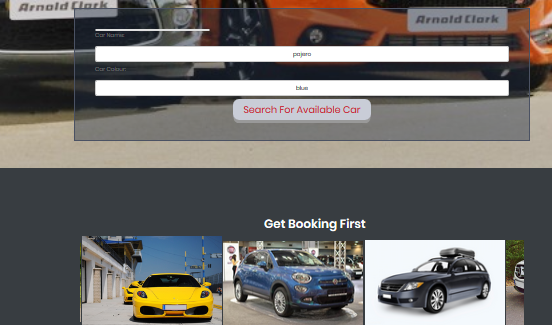 Arnold Clark
Arnold Clark
Car Name
pajero
Car Colour
blue
Search For Available Car
Get Booking First